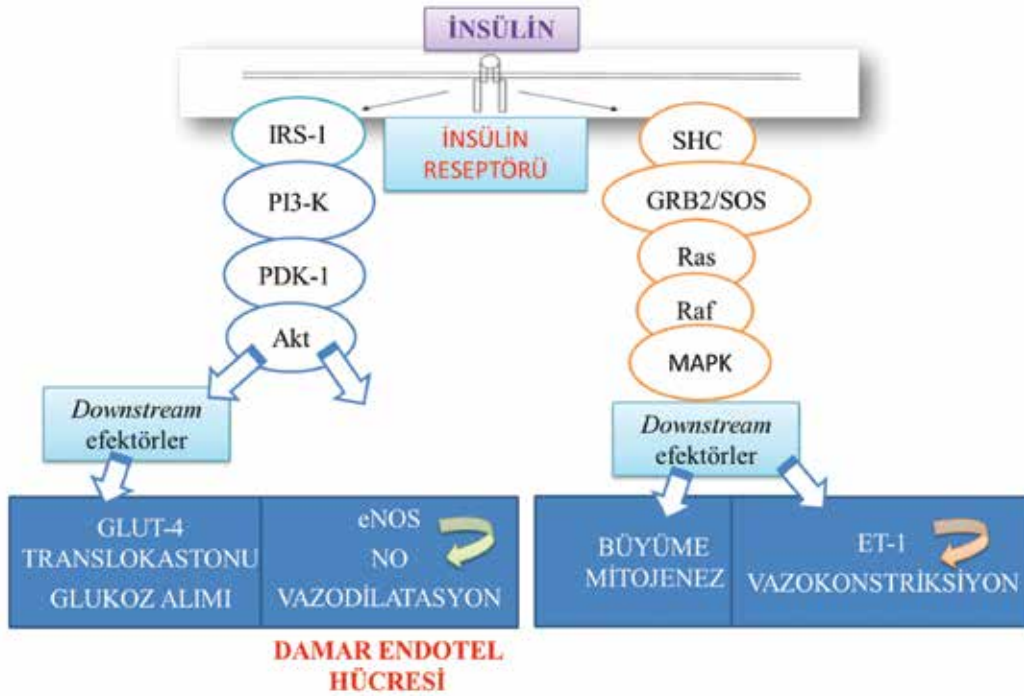 İNSÜLİN
İNSÜLİN
RESEPTÖRÜ
IRS-1
PI3-K
PDK-1
Akt
Downstream
efektörler
SHC
GRB2/SOS
Ras
Raf
MAPK
Downstream
efektörler
GLUT-4
TRANSLOKASTONU
GLUKOZ ALIMI
eNOS
NO
VAZODİLATASYON
BÜYÜME
MİTOJENEZ
ET-1
VAZOKONSTRİKSİYON
DAMAR ENDOTEL
HÜCRESİ